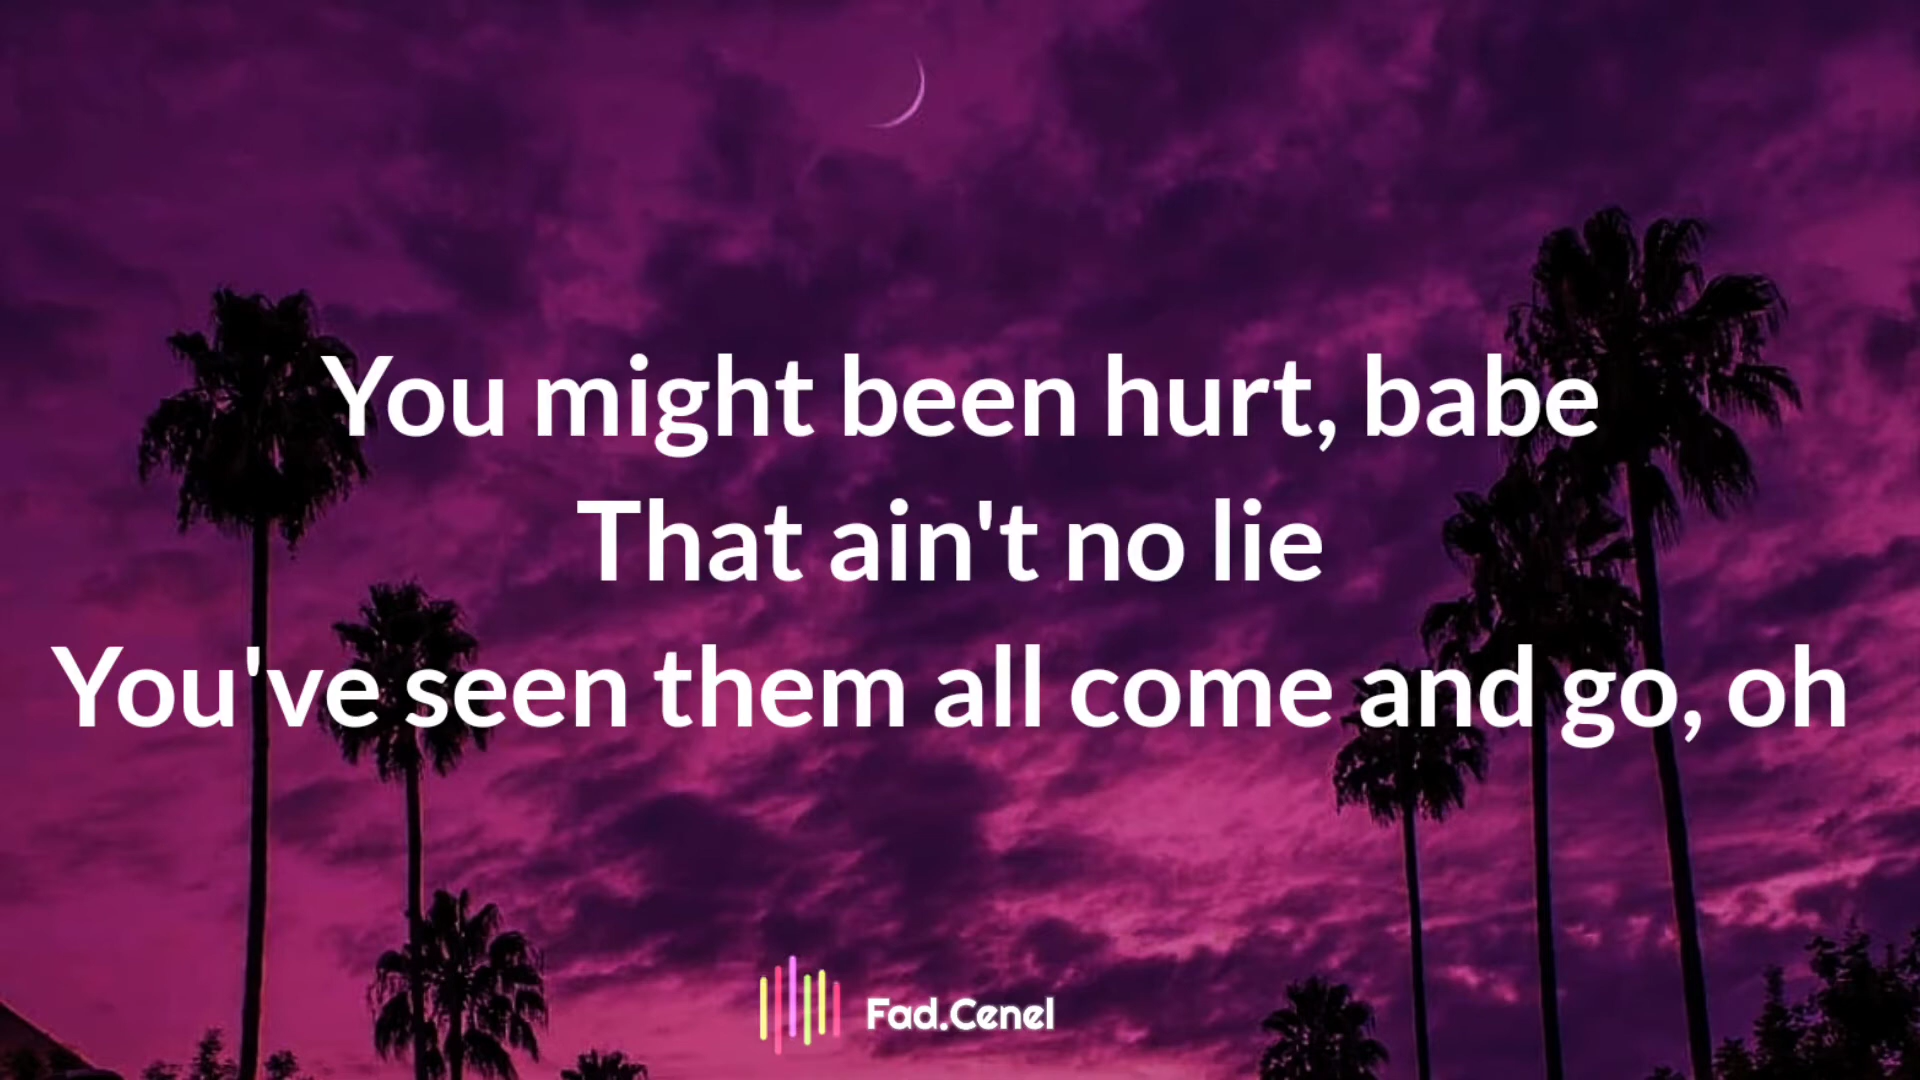 You might been hurt, babe
That ain't no lie
You've seen them all come and go, oh
Fad.Cenel